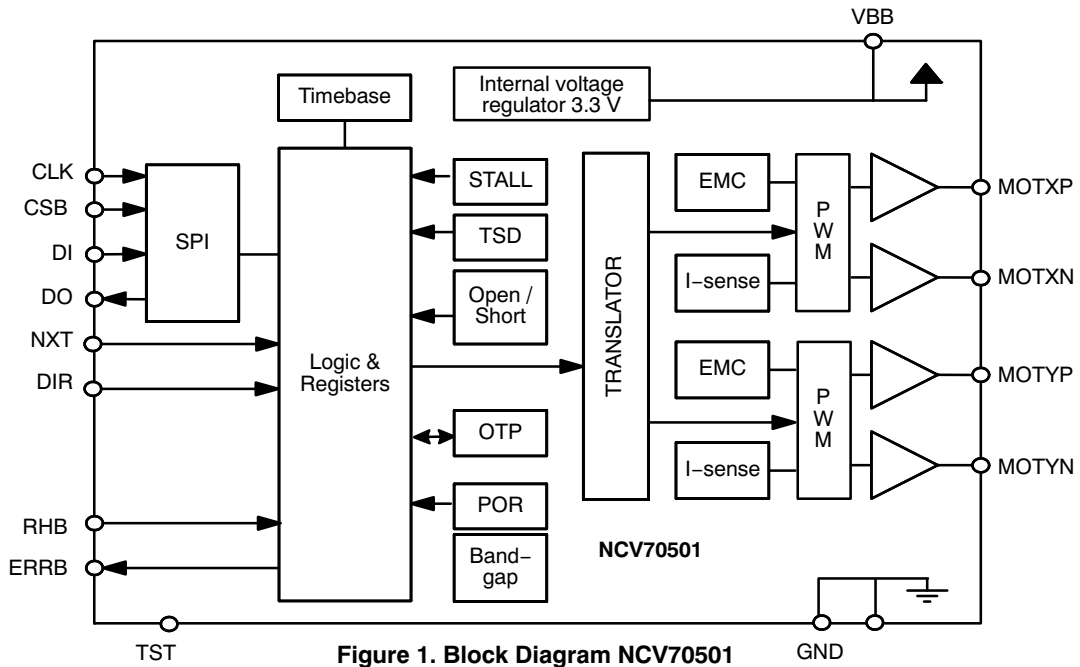 VBB
Timebase
Internal voltage
regulator 3.3 V
CLK
CSB
DI
DO
NXT
DIR
RHB
ERRB
SPI
Logic &
Registers
STALL
TSD
Open /
Short
OTP
POR
Band–
gap
TRANSLATOR
EMC
I–sense
P
W
M
EMC
I–sense
P
W
M
MOTXP
MOTXN
MOTYP
MOTYN
NCV70501
TST
GND
Figure 1. Block Diagram NCV70501